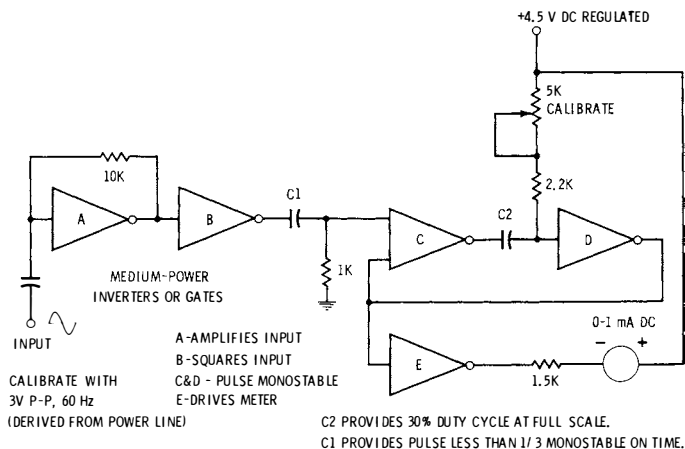 +4.5 V DC REGULATED
5K
CALIBRATE
10K
C1
2.2K
C2
A
B
C
D
1K
MEDIUM-POWER
INVERTERS OR GATES
INPUT
A-AMPLIFIES INPUT
B-SQUARES INPUT
C&D - PULSE MONOSTABLE
E-DRIVES METER
0-1 mA DC
- +
E
1.5K
CALIBRATE WITH
3V P-P, 60 Hz
(DERIVED FROM POWER LINE)
C2 PROVIDES 30% DUTY CYCLE AT FULL SCALE.
C1 PROVIDES PULSE LESS THAN 1/3 MONOSTABLE ON TIME.